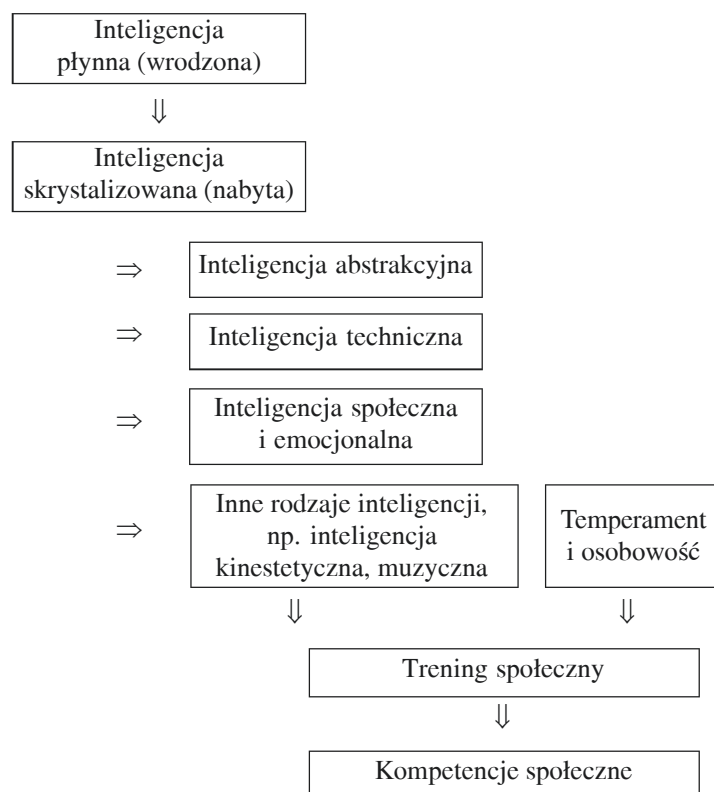 Inteligencja
płynna (wrodzona)
⇓
Inteligencja
skrystalizowana (nabyta)
⇒ Inteligencja abstrakcyjna
⇒ Inteligencja techniczna
⇒ Inteligencja społeczna
i emocjonalna
⇒ Inne rodzaje inteligencji,
np. inteligencja
kinestetyczna, muzyczna
Temperament
i osobowość
⇓ ⇓
Trening społeczny
⇓
Kompetencje społeczne